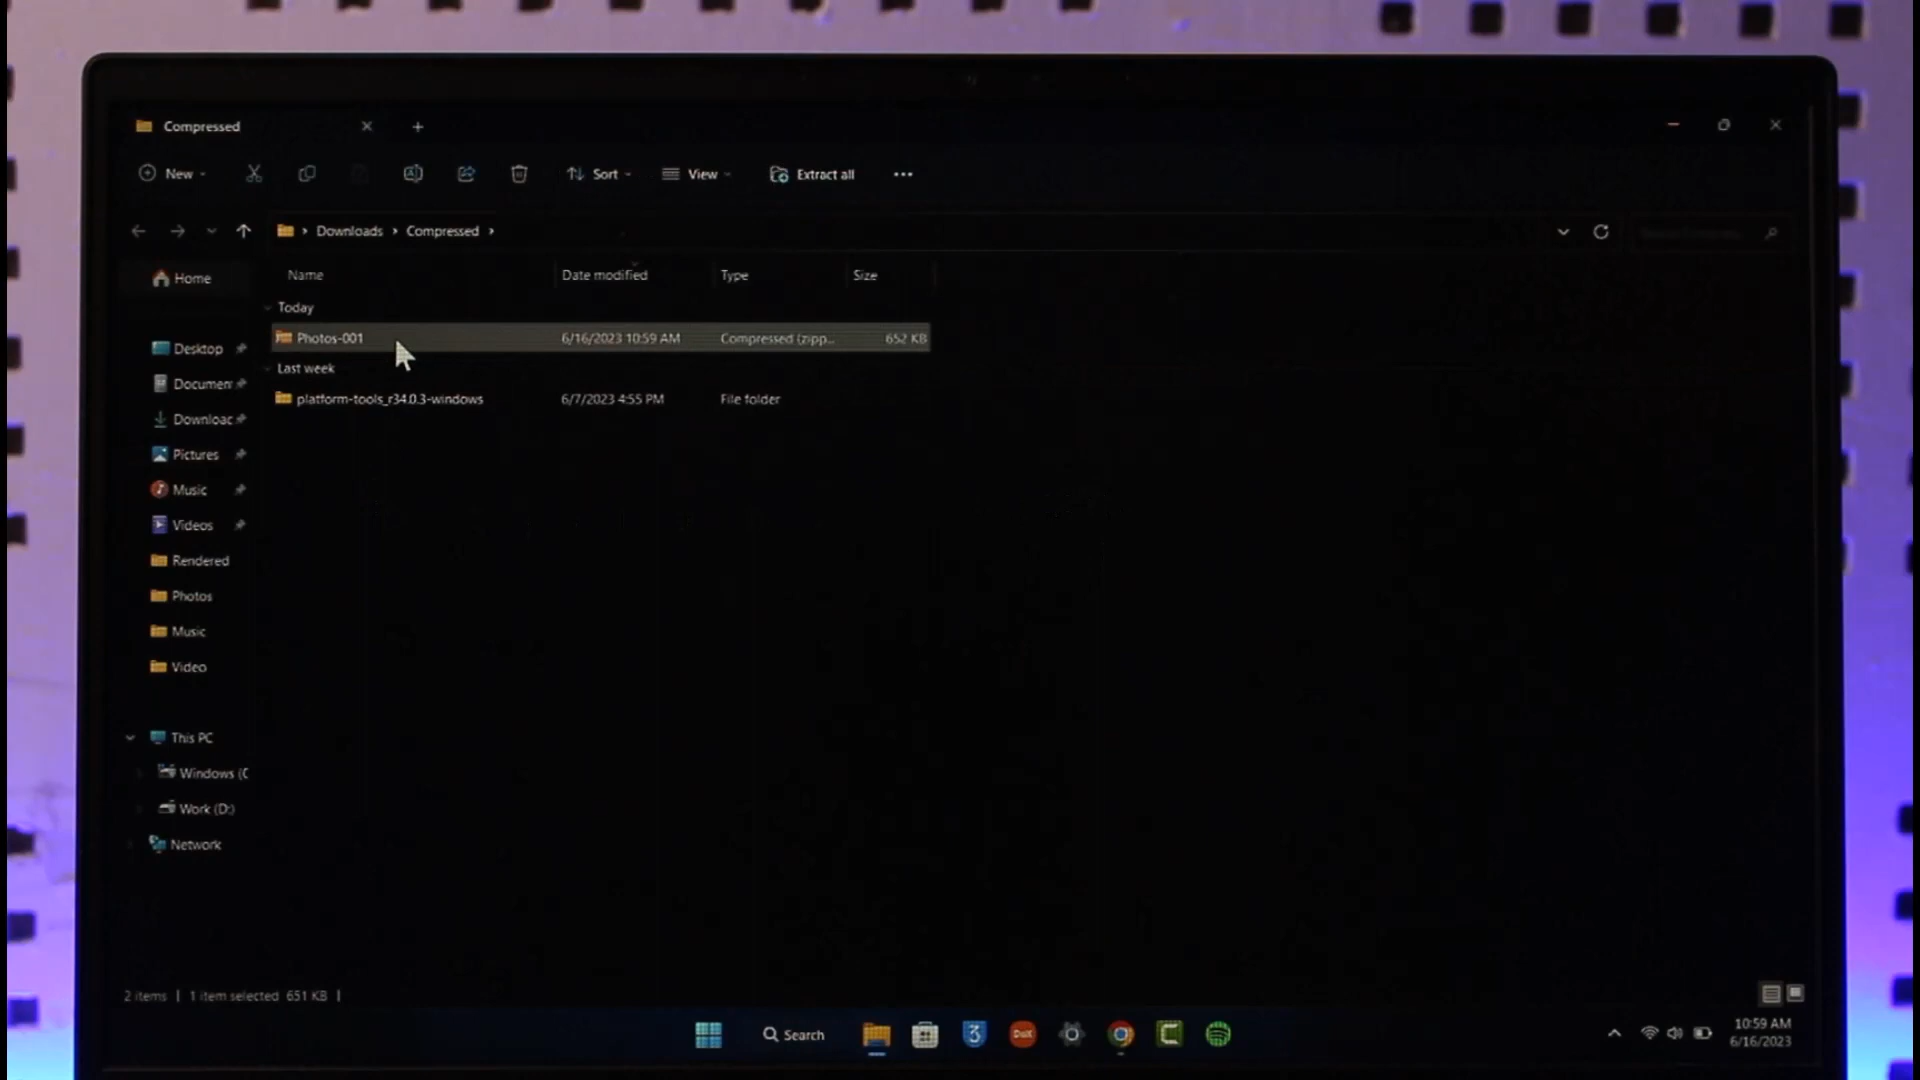 Compressed
New
Sort
View
Extract all
Downloads
Compressed
Name
Date modified
Type
Size
Today
Photos-001
6/16/2023 10:59 AM
Compressed (zipp...
652 KB
Last week
platform-tools_r34.0.3-windows
6/7/2023 4:55 PM
File folder
Home
Desktop
Documen
Downloac
Pictures
Music
Videos
Rendered
Photos
Music
Video
This PC
Windows (C
Work (D:)
Network
2 items
1 item selected 651 KB
Search
3
10:59 AM
6/16/2023